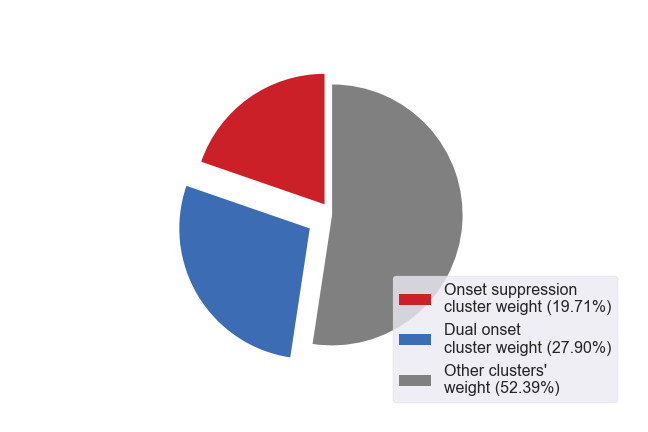 Onset suppression
cluster weight (19.71%)
Dual onset
cluster weight (27.90%)
Other clusters'
weight (52.39%)